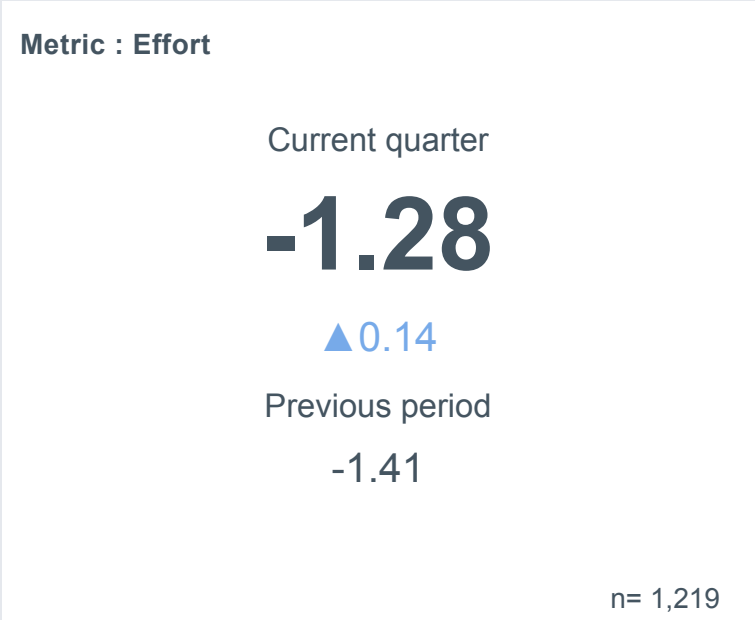 Metric : Effort
Current quarter
-1.28
▲0.14
Previous period
-1.41
n= 1,219